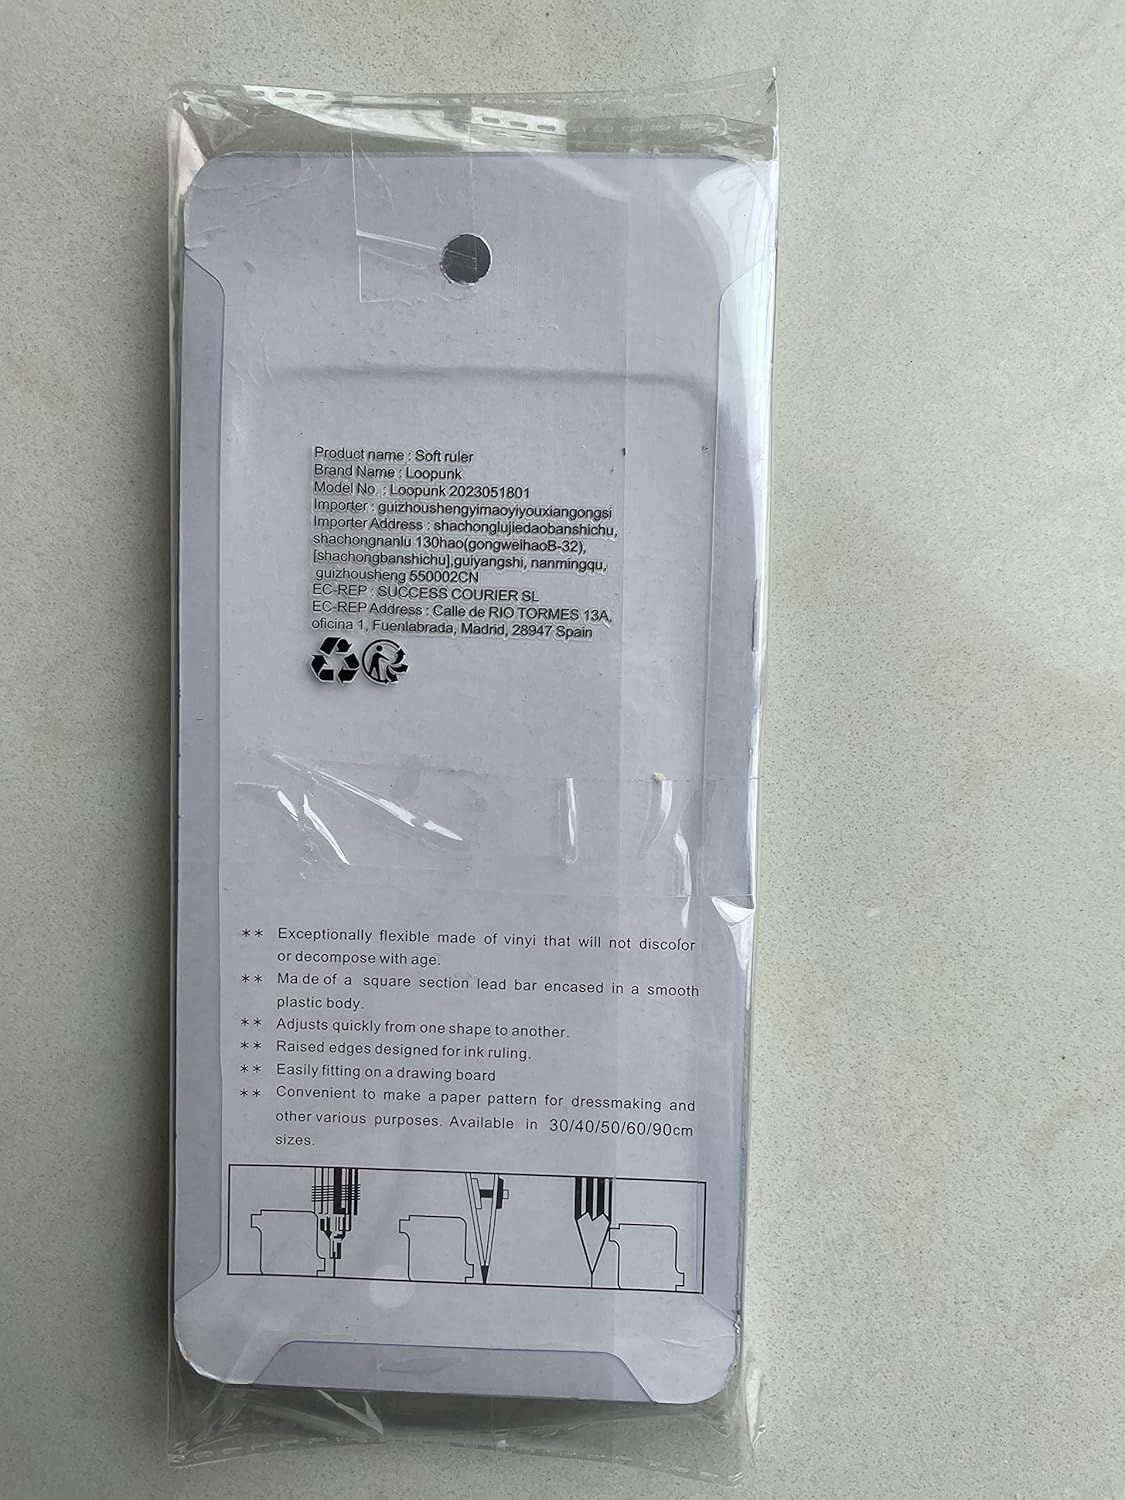 Product name : Soft ruler
Brand Name : Loopunk
Model No. : Loopunk 2023051801
Importer : guizhoushengyimaoyiyouxiangongsi
Importer Address : shachonglujiedaobanshichu,
shachongnanlu 130hao(gongweihaoB-32),
[shachongbanshichu],guiyangshi, nanmingqu,
guizhousheng 550002CN
EC-REP : SUCCESS COURIER SL
EC-REP Address : Calle de RIO TORMES 13A,
oficina 1, Fuenlabrada, Madrid, 28947 Spain
** Exceptionally flexible made of vinyi that will not discolor
or decompose with age.
** Ma de of a square section lead bar encased in a smooth
plastic body.
** Adjusts quickly from one shape to another.
** Raised edges designed for ink ruling.
** Easily fitting on a drawing board
** Convenient to make a paper pattern for dressmaking and
other various purposes. Available in 30/40/50/60/90cm
sizes.